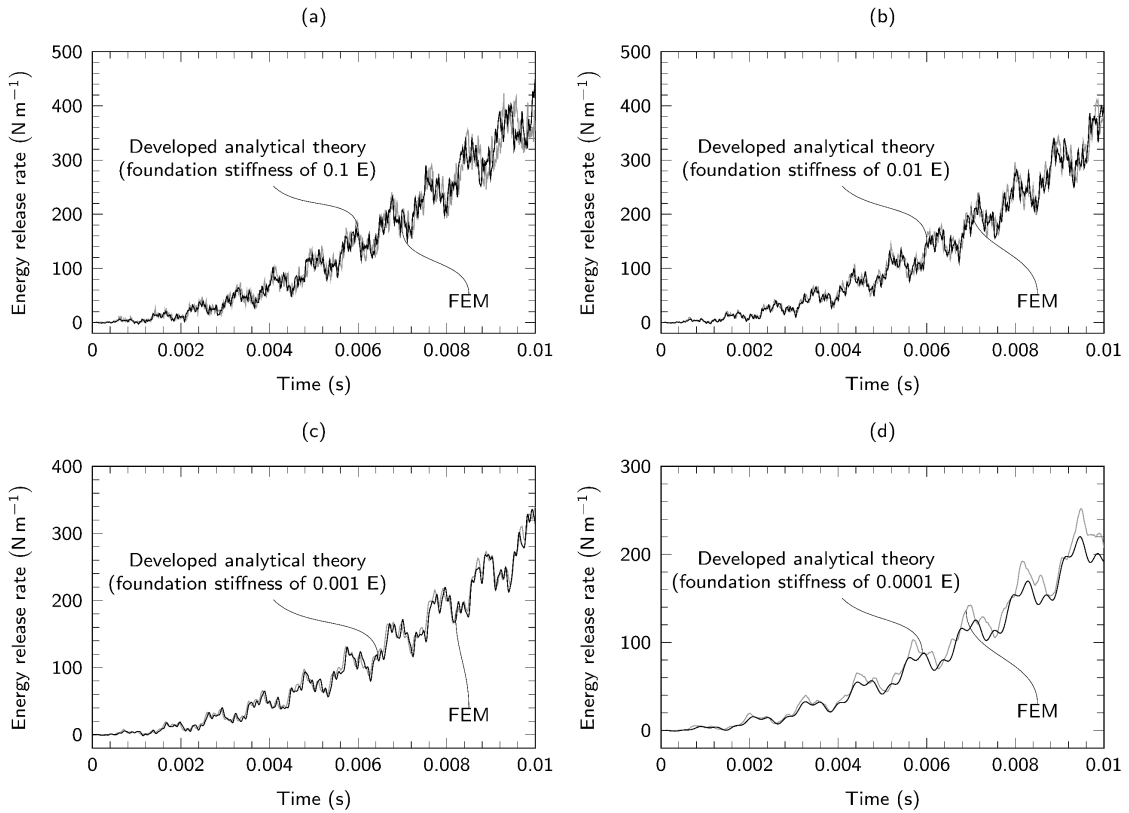 (a)
500
400
300
200
100
0
Energy release rate (N m−1)
Developed analytical theory
(foundation stiffness of 0.1 E)
FEM
0 0.002 0.004 0.006 0.008 0.01
Time (s)
(b)
500
400
300
200
100
0
Energy release rate (N m−1)
Developed analytical theory
(foundation stiffness of 0.01 E)
FEM
0 0.002 0.004 0.006 0.008 0.01
Time (s)
(c)
400
300
200
100
0
Energy release rate (N m−1)
Developed analytical theory
(foundation stiffness of 0.001 E)
FEM
0 0.002 0.004 0.006 0.008 0.01
Time (s)
(d)
300
200
100
0
Energy release rate (N m−1)
Developed analytical theory
(foundation stiffness of 0.0001 E)
FEM
0 0.002 0.004 0.006 0.008 0.01
Time (s)